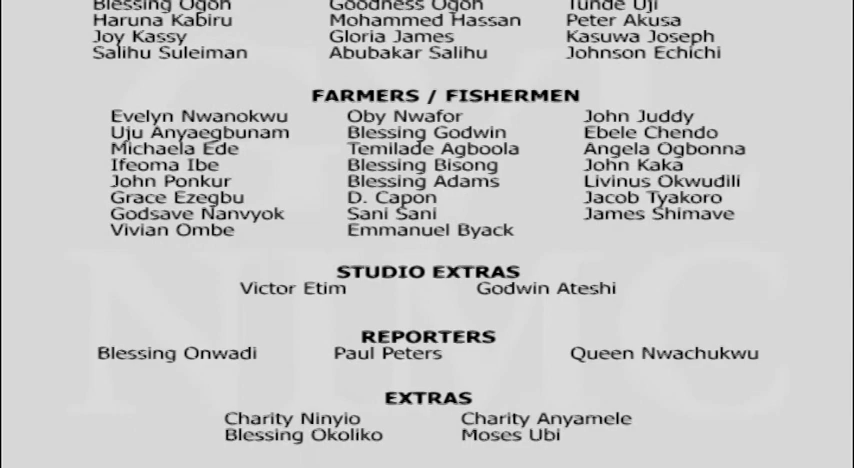 Blessing Ogon Goodness Ogon Tunde Uji
Haruna Kabiru Mohammed Hassan Peter Akusa
Joy Kassy Gloria James Kasuwa Joseph
Salihu Suleiman Abubakar Salihu Johnson Echichi
FARMERS / FISHERMEN
Evelyn Nwanokwu Oby Nwafor John Juddy
Uju Anyaegbunam Blessing Godwin Ebele Chendo
Michaela Ede Temilade Agboola Angela Ogbonna
Ifeoma Ibe Blessing Bisong John Kaka
John Ponkur Blessing Adams Livinus Okwudili
Grace Ezegbu D. Capon Jacob Tyakoro
Godsave Nanvyok Sani Sani James Shimave
Vivian Ombe Emmanuel Byack
STUDIO EXTRAS
Victor Etim Godwin Ateshi
REPORTERS
Blessing Onwadi Paul Peters Queen Nwachukwu
EXTRAS
Charity Ninyio Charity Anyamele
Blessing Okoliko Moses Ubi
NIMC